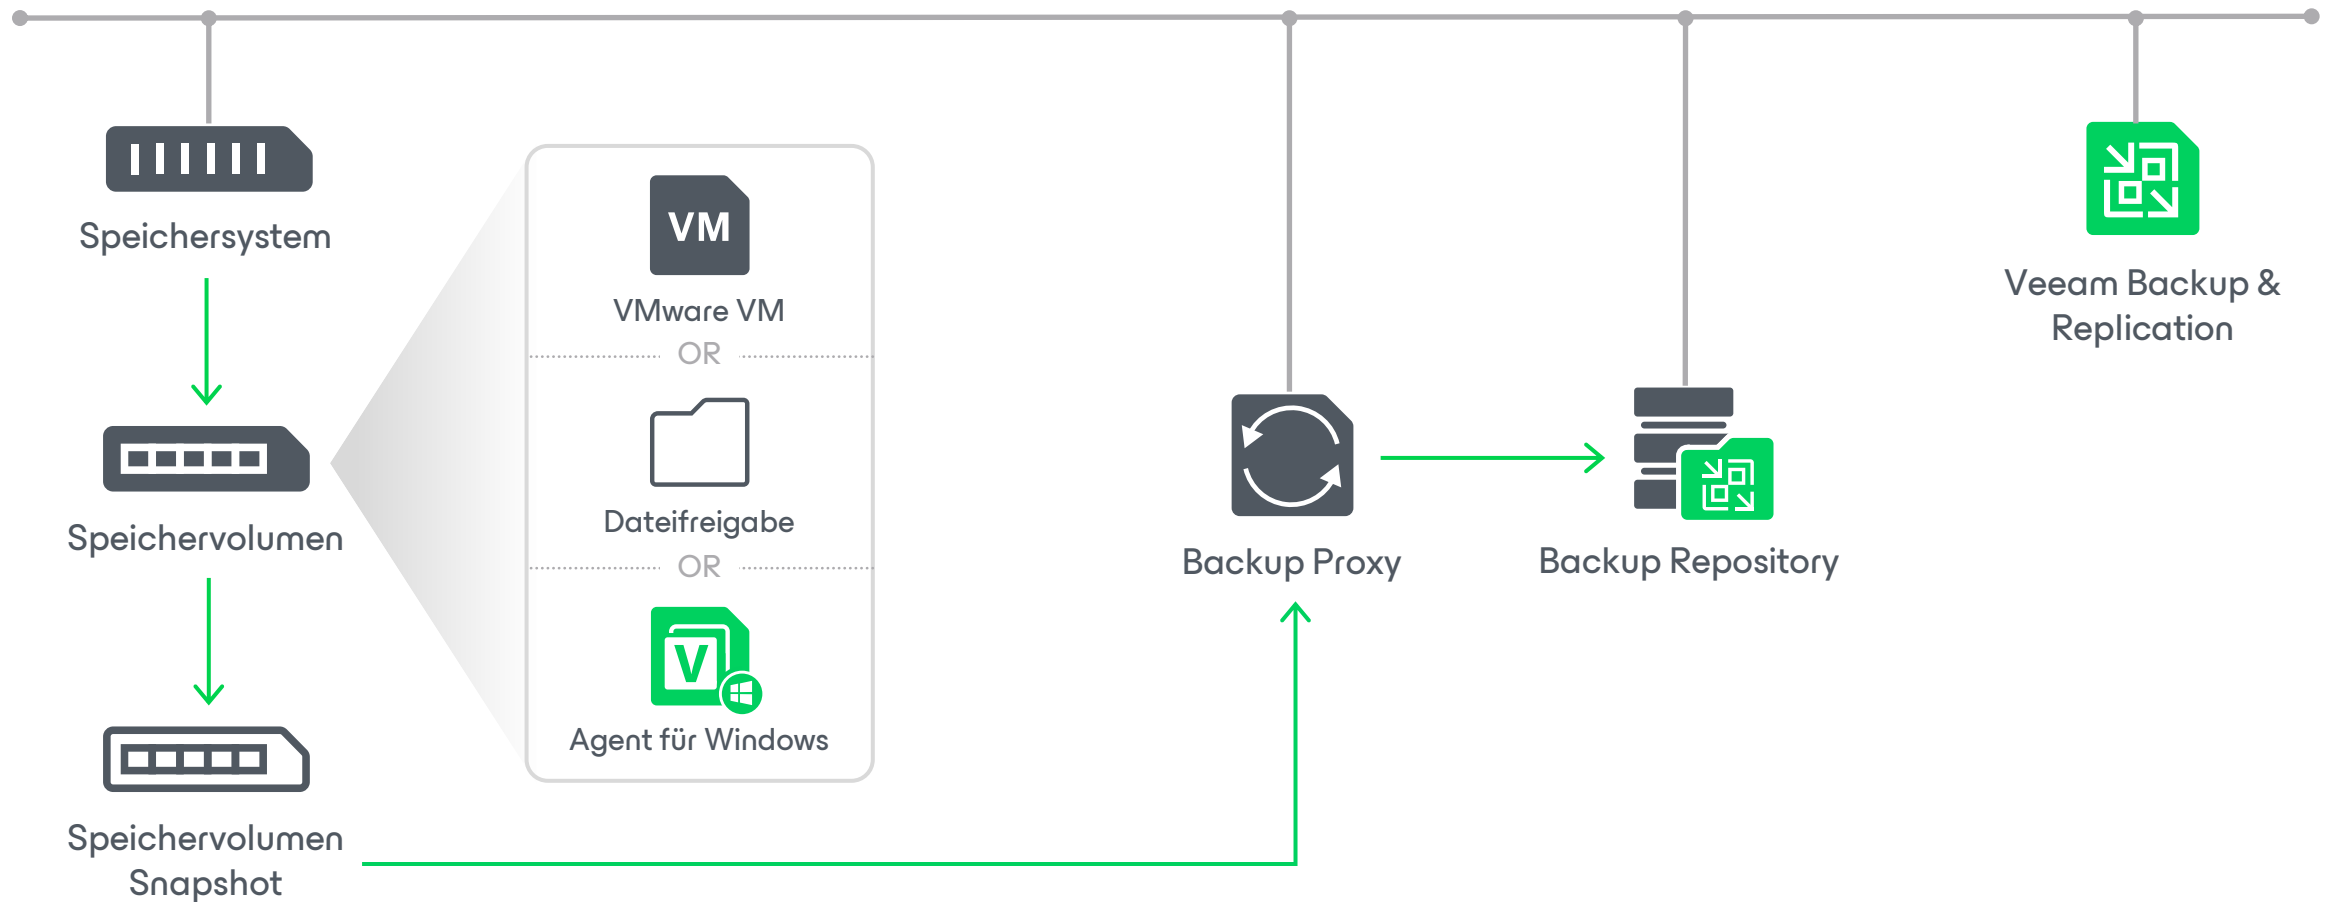 Speichersystem
Speichervolumen
Speichervolumen
Snapshot
VM
VMware VM
OR
Dateifreigabe
OR
V
Agent für Windows
Backup Proxy
Backup Repository
Veeam Backup &
Replication